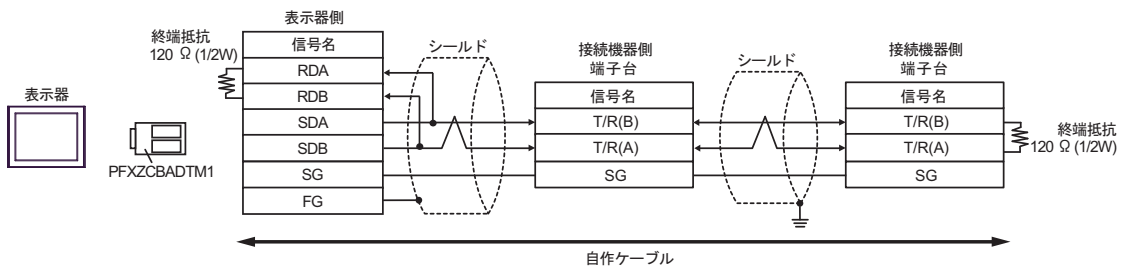 表示器
PFXZCBADTM1
終端抵抗
120 Ω (1/2W)
表示器側
信号名
RDA
RDB
SDA
SDB
SG
FG
シールド
接続機器側
端子台
信号名
T/R(B)
T/R(A)
SG
シールド
接続機器側
端子台
信号名
T/R(B)
T/R(A)
SG
終端抵抗
120 Ω (1/2W)
自作ケーブル